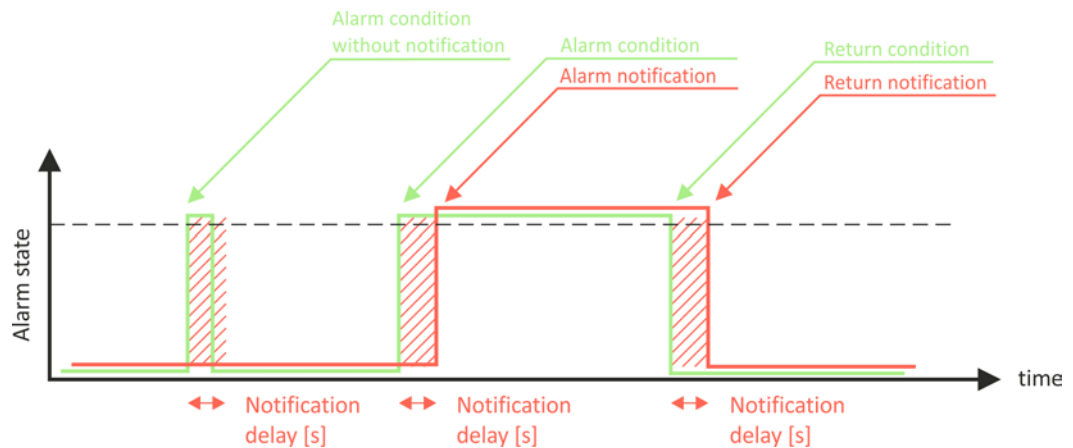 Alarm condition
without notification
Alarm condition
Alarm notification
Return condition
Return notification
Alarm state
time
Notification
delay [s]
Notification
delay [s]
Notification
delay [s]